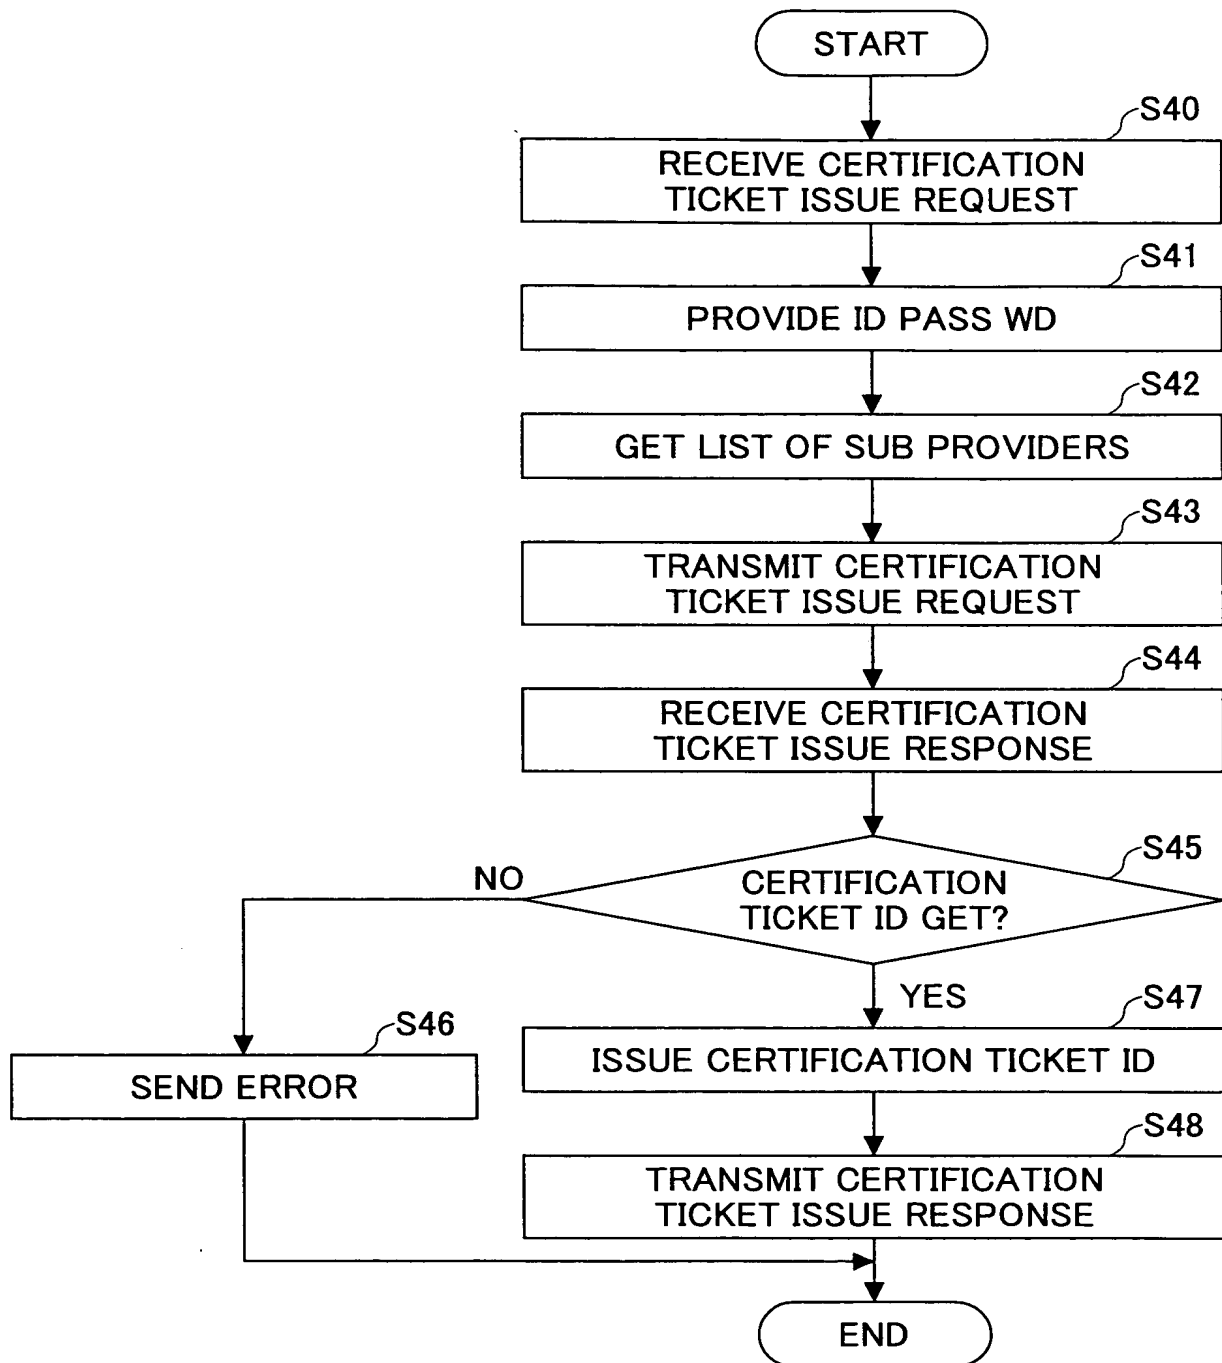 START
S40
RECEIVE CERTIFICATION
TICKET ISSUE REQUEST
S41
PROVIDE ID PASS WD
S42
GET LIST OF SUB PROVIDERS
S43
TRANSMIT CERTIFICATION
TICKET ISSUE REQUEST
S44
RECEIVE CERTIFICATION
TICKET ISSUE RESPONSE
S45
NO
CERTIFICATION
TICKET ID GET?
YES
S47
S46
ISSUE CERTIFICATION TICKET ID
SEND ERROR
S48
TRANSMIT CERTIFICATION
TICKET ISSUE RESPONSE
END